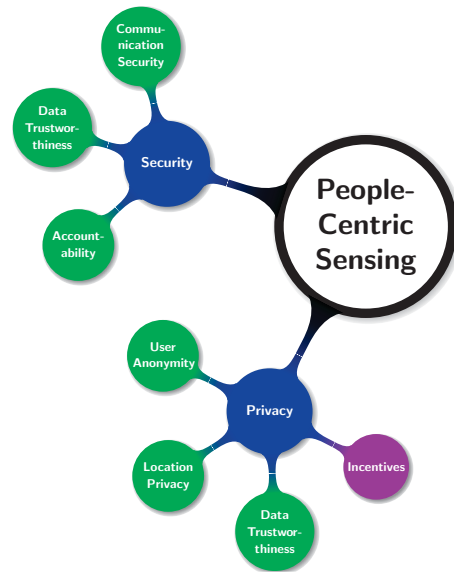 Commu-
nication
Security
Data
Trustwor-
thiness
Security
Account-
ability
People-
Centric
Sensing
User
Anonymity
Privacy
Location
Privacy
Incentives
Data
Trustwor-
thiness